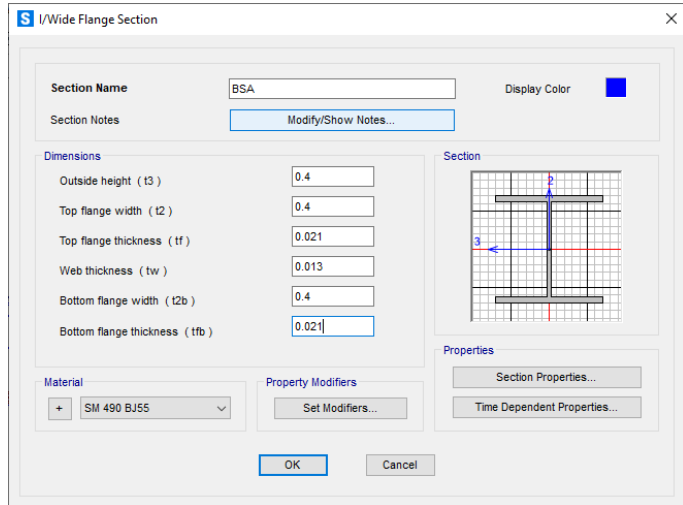 S I/Wide Flange Section
Section Name BSA Display Color
Section Notes Modify/Show Notes...
Dimensions
Outside height ( t3 ) 0.4
Top flange width ( t2 ) 0.4
Top flange thickness ( tf ) 0.021
Web thickness ( tw ) 0.013
Bottom flange width ( t2b ) 0.4
Bottom flange thickness ( tfb ) 0.021
Section
2
3
Properties
Section Properties...
Time Dependent Properties...
Material
+ SM 490 BJ55
Property Modifiers
Set Modifiers...
OK Cancel